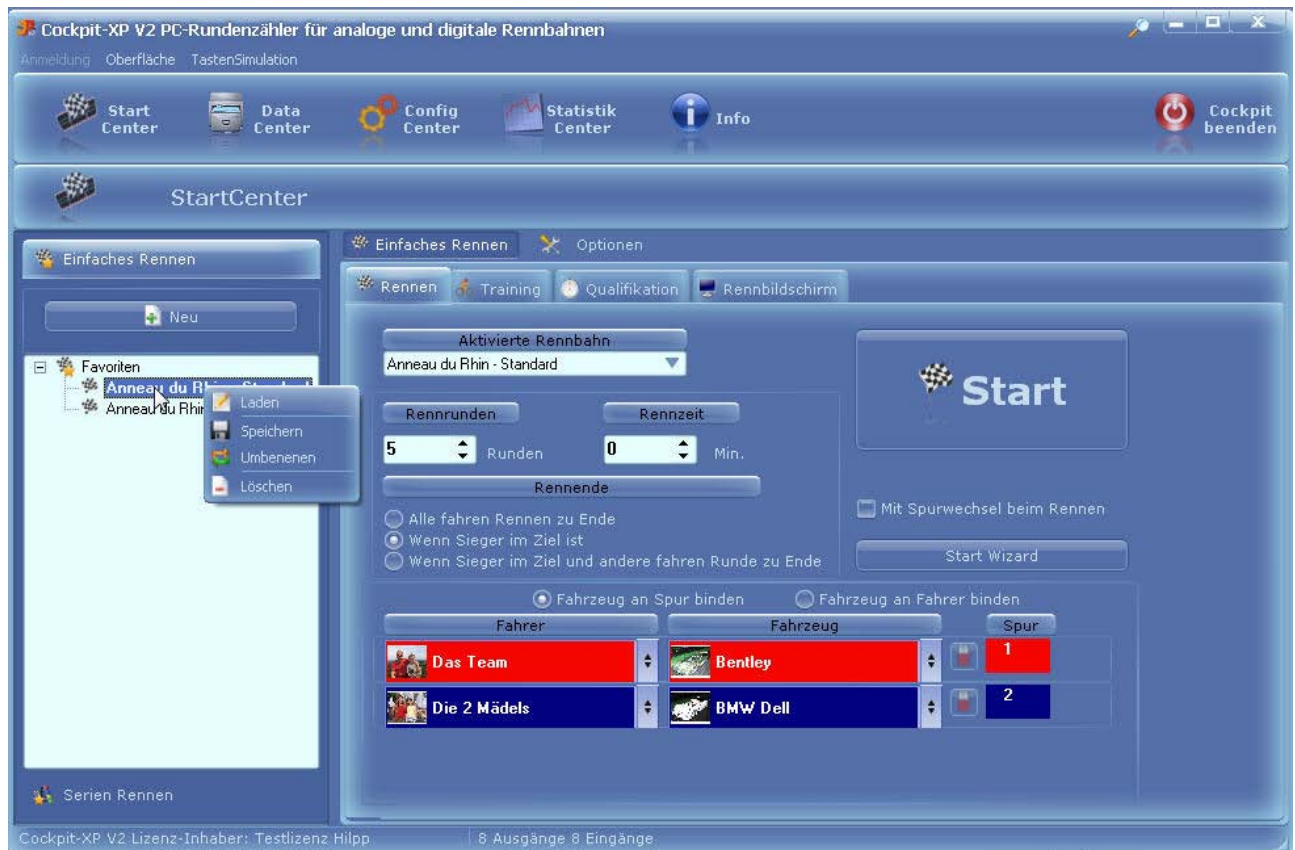 Cockpit-XP V2 PC-Rundenzähler für analoge und digitale Rennbahnen
Anmeldung Oberfläche TastenSimulation
Start Center
Data Center
Config Center
Statistik Center
Info
Cockpit beenden
StartCenter
Einfaches Rennen
Neu
Favoriten
Anneau du
Anneau du Rhin
Laden
Speichern
Umbenenen
Löschen
Serien Rennen
Einfaches Rennen Optionen
Rennen Training Qualifikation Rennbildschirm
Aktivierte Rennbahn
Anneau du Rhin - Standard
Rennrunden Rennzeit
5 Runden 0 Min.
Rennende
Alle fahren Rennen zu Ende
Wenn Sieger im Ziel ist
Wenn Sieger im Ziel und andere fahren Runde zu Ende
Start
Mit Spurwechsel beim Rennen
Start Wizard
Fahrzeug an Spur binden Fahrzeug an Fahrer binden
Fahrer Fahrzeug Spur
Das Team Bentley 1
Die 2 Mädels BMW Dell 2
Cockpit-XP V2 Lizenz-Inhaber: Testlizenz Hilpp 8 Ausgänge 8 Eingänge